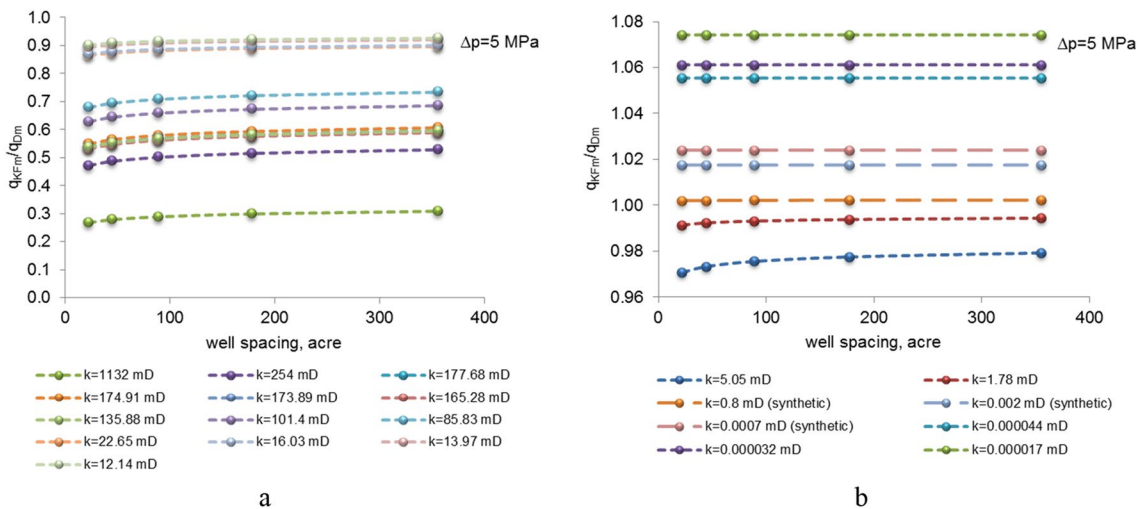 1.0
0.9
0.8
0.7
0.6
0.5
0.4
0.3
0.2
0.1
0.0
qKFm/qDm
Δp=5 MPa
0 100 200 300 400
well spacing, acre
k=1132 mD k=254 mD k=177.68 mD
k=174.91 mD k=173.89 mD k=165.28 mD
k=135.88 mD k=101.4 mD k=85.83 mD
k=22.65 mD k=16.03 mD k=13.97 mD
k=12.14 mD
a
1.08
1.06
1.04
1.02
1.00
0.98
0.96
qKFm/qDm
Δp=5 MPa
0 100 200 300 400
well spacing, acre
k=5.05 mD k=1.78 mD
k=0.8 mD (synthetic) k=0.002 mD (synthetic)
k=0.0007 mD (synthetic) k=0.000044 mD
k=0.000032 mD k=0.000017 mD
b